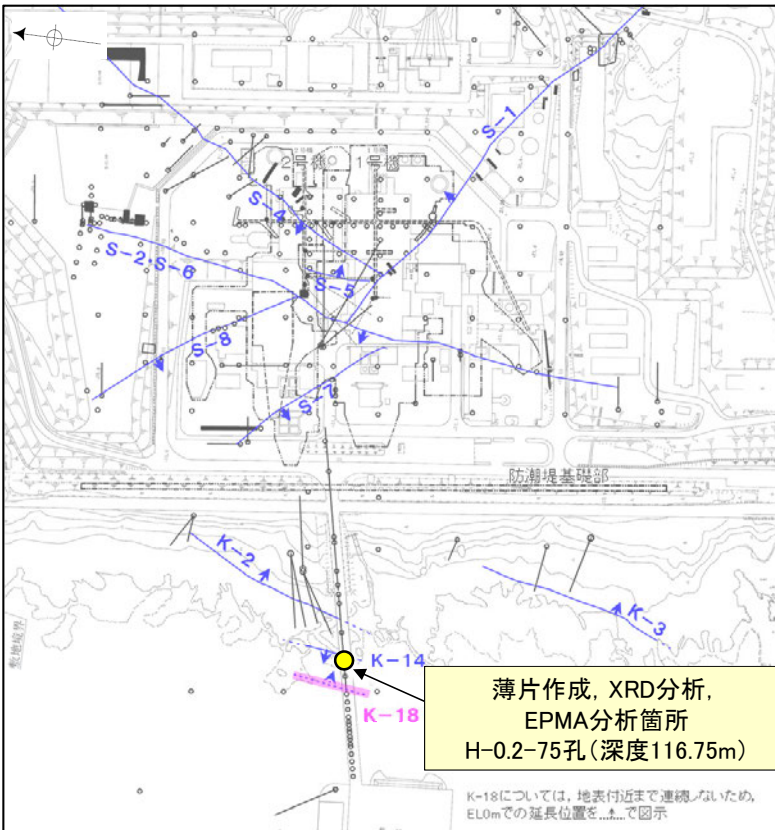 S-1
2号機
1号機
S-4
S-2・S-6
S-5
S-8
S-7
防潮堤基礎部
K-2
K-3
敷地境界
K-14
K-18
薄片作成, XRD分析,
EPMA分析箇所
H-0.2-75孔(深度116.75m)
K-18については, 地表付近まで連続しないため,
EL0mでの延長位置を で図示